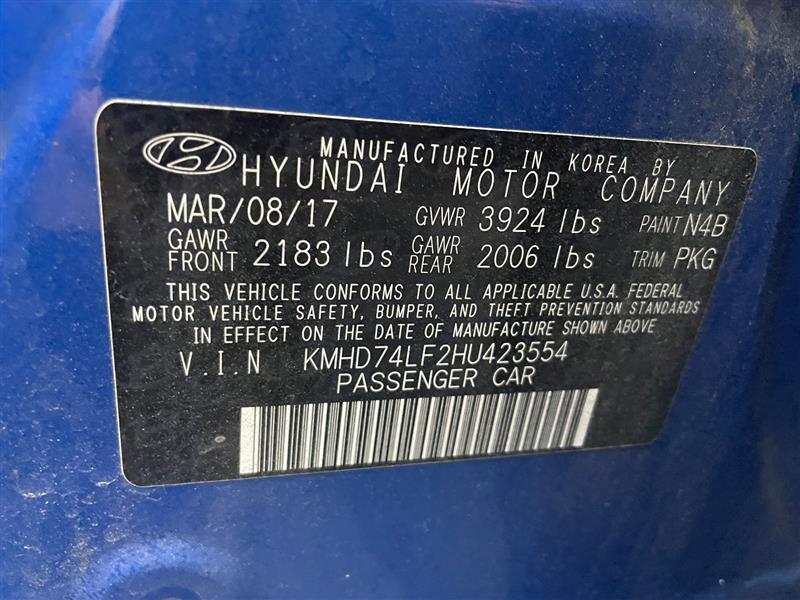 MANUFACTURED IN KOREA BY
HYUNDAI MOTOR COMPANY
MAR/08/17 GVWR 3924 lbs PAINT N4B
GAWR FRONT 2183 lbs GAWR REAR 2006 lbs TRIM PKG
THIS VEHICLE CONFORMS TO ALL APPLICABLE U.S.A. FEDERAL
MOTOR VEHICLE SAFETY, BUMPER, AND THEFT PREVENTION STANDARDS
IN EFFECT ON THE DATE OF MANUFACTURE SHOWN ABOVE
V.I.N KMHD74LF2HU423554
PASSENGER CAR